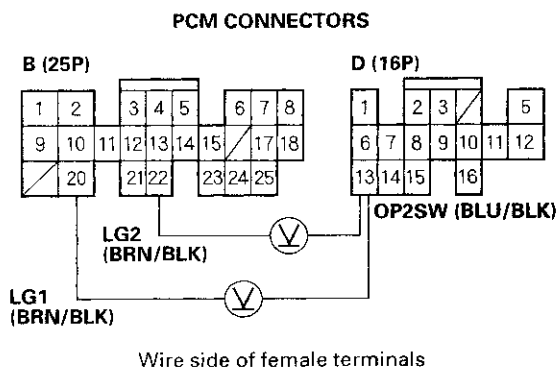 PCM CONNECTORS
B (25P) D (16P)
1 2 3 4 5 6 7 8 1 2 3 5
9 10 11 12 13 14 15 17 18 6 7 8 9 10 11 12
20 21 22 23 24 25 13 14 15 16
OP2SW (BLU/BLK)
LG2
(BRN/BLK)
LG1
(BRN/BLK)
Wire side of female terminals